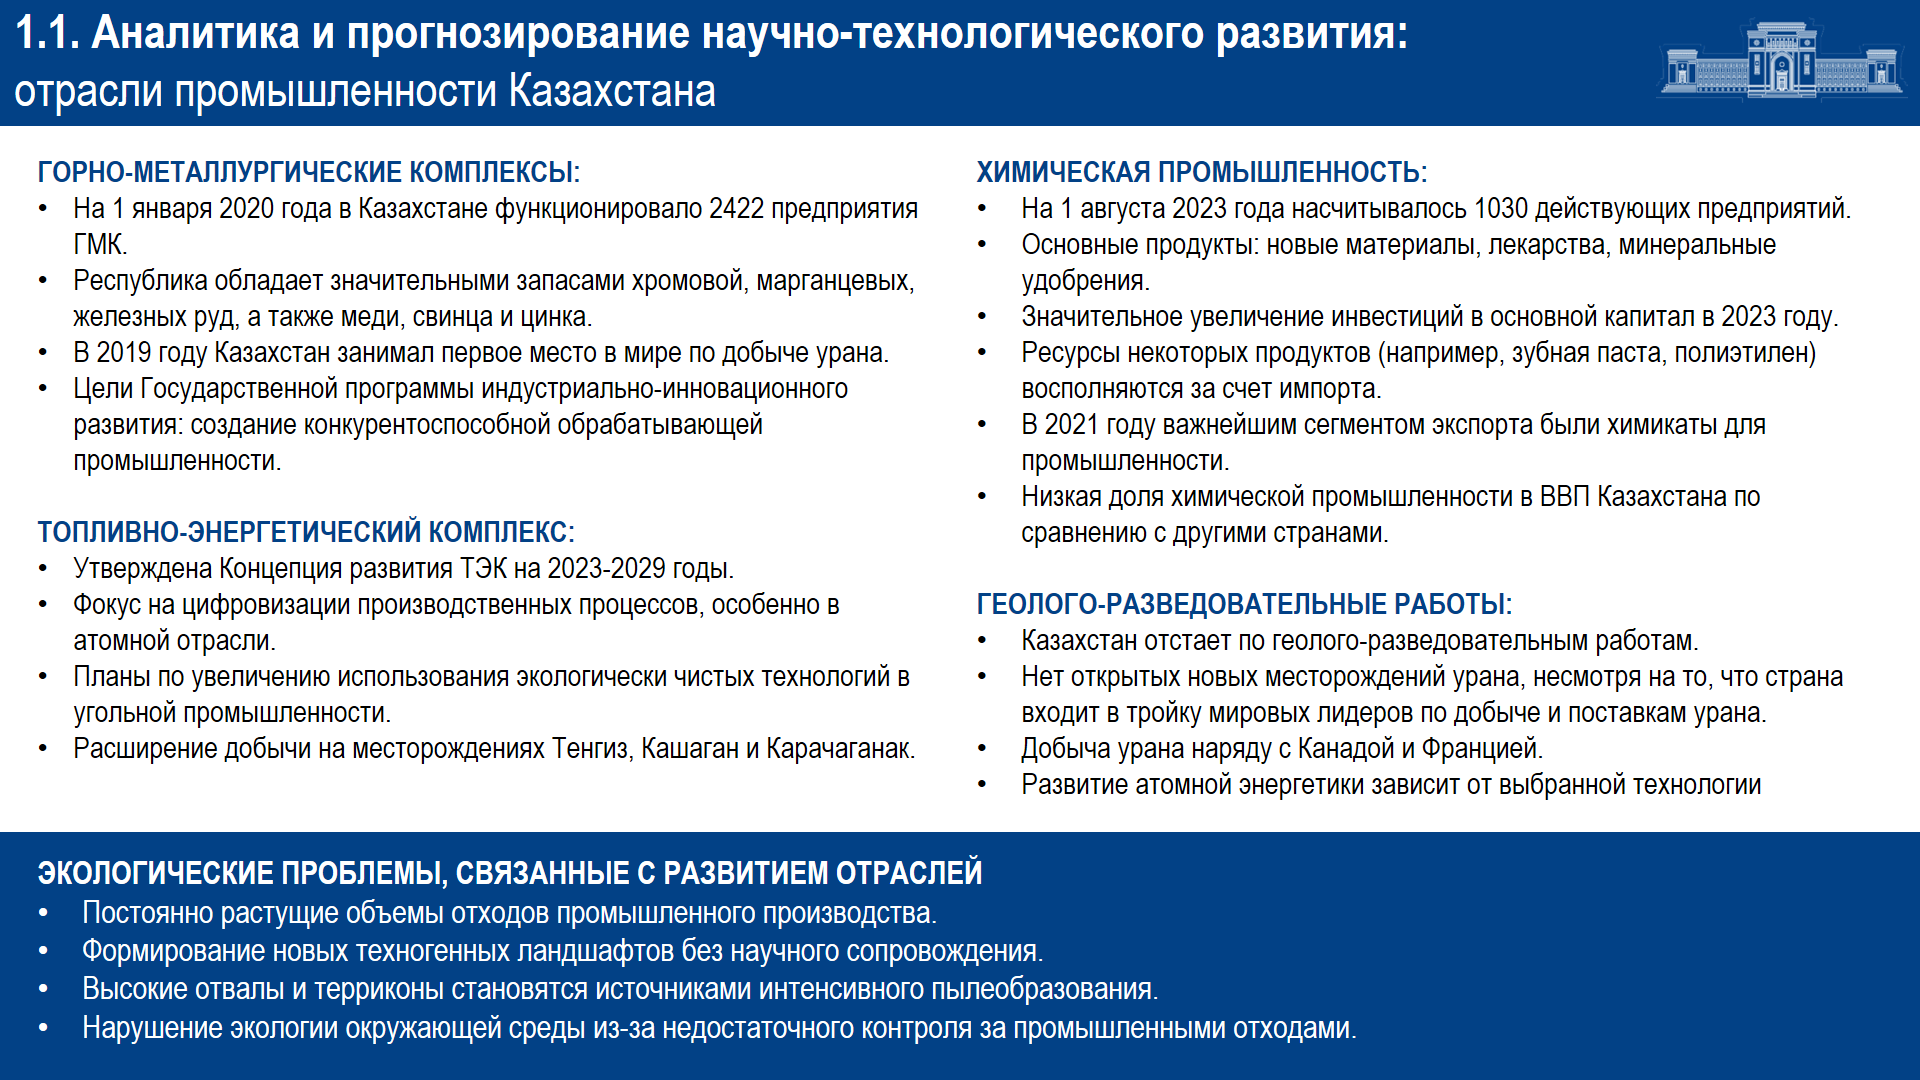 1.1. Аналитика и прогнозирование научно-технологического развития:
отрасли промышленности Казахстана
ГОРНО-МЕТАЛЛУРГИЧЕСКИЕ КОМПЛЕКСЫ:
• На 1 января 2020 года в Казахстане функционировало 2422 предприятия
ГМК.
• Республика обладает значительными запасами хромовой, марганцевых,
железных руд, а также меди, свинца и цинка.
• В 2019 году Казахстан занимал первое место в мире по добыче урана.
• Цели Государственной программы индустриально-инновационного
развития: создание конкурентоспособной обрабатывающей
промышленности.
ТОПЛИВНО-ЭНЕРГЕТИЧЕСКИЙ КОМПЛЕКС:
• Утверждена Концепция развития ТЭК на 2023-2029 годы.
• Фокус на цифровизации производственных процессов, особенно в
атомной отрасли.
• Планы по увеличению использования экологически чистых технологий в
угольной промышленности.
• Расширение добычи на месторождениях Тенгиз, Кашаган и Карачаганак.
ХИМИЧЕСКАЯ ПРОМЫШЛЕННОСТЬ:
• На 1 августа 2023 года насчитывалось 1030 действующих предприятий.
• Основные продукты: новые материалы, лекарства, минеральные
удобрения.
• Значительное увеличение инвестиций в основной капитал в 2023 году.
• Ресурсы некоторых продуктов (например, зубная паста, полиэтилен)
восполняются за счет импорта.
• В 2021 году важнейшим сегментом экспорта были химикаты для
промышленности.
• Низкая доля химической промышленности в ВВП Казахстана по
сравнению с другими странами.
ГЕОЛОГО-РАЗВЕДОВАТЕЛЬНЫЕ РАБОТЫ:
• Казахстан отстает по геолого-разведовательным работам.
• Нет открытых новых месторождений урана, несмотря на то, что страна
входит в тройку мировых лидеров по добыче и поставкам урана.
• Добыча урана наряду с Канадой и Францией.
• Развитие атомной энергетики зависит от выбранной технологии
ЭКОЛОГИЧЕСКИЕ ПРОБЛЕМЫ, СВЯЗАННЫЕ С РАЗВИТИЕМ ОТРАСЛЕЙ
• Постоянно растущие объемы отходов промышленного производства.
• Формирование новых техногенных ландшафтов без научного сопровождения.
• Высокие отвалы и терриконы становятся источниками интенсивного пылеобразования.
• Нарушение экологии окружающей среды из-за недостаточного контроля за промышленными отходами.